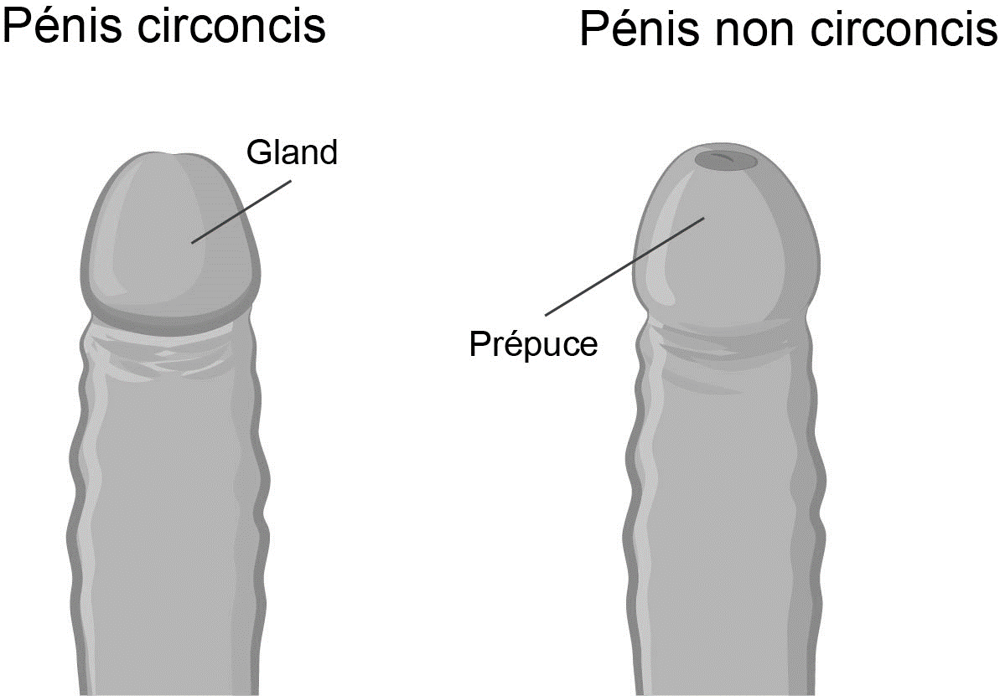 Pénis circoncis
Pénis non circoncis
Gland
Prépuce